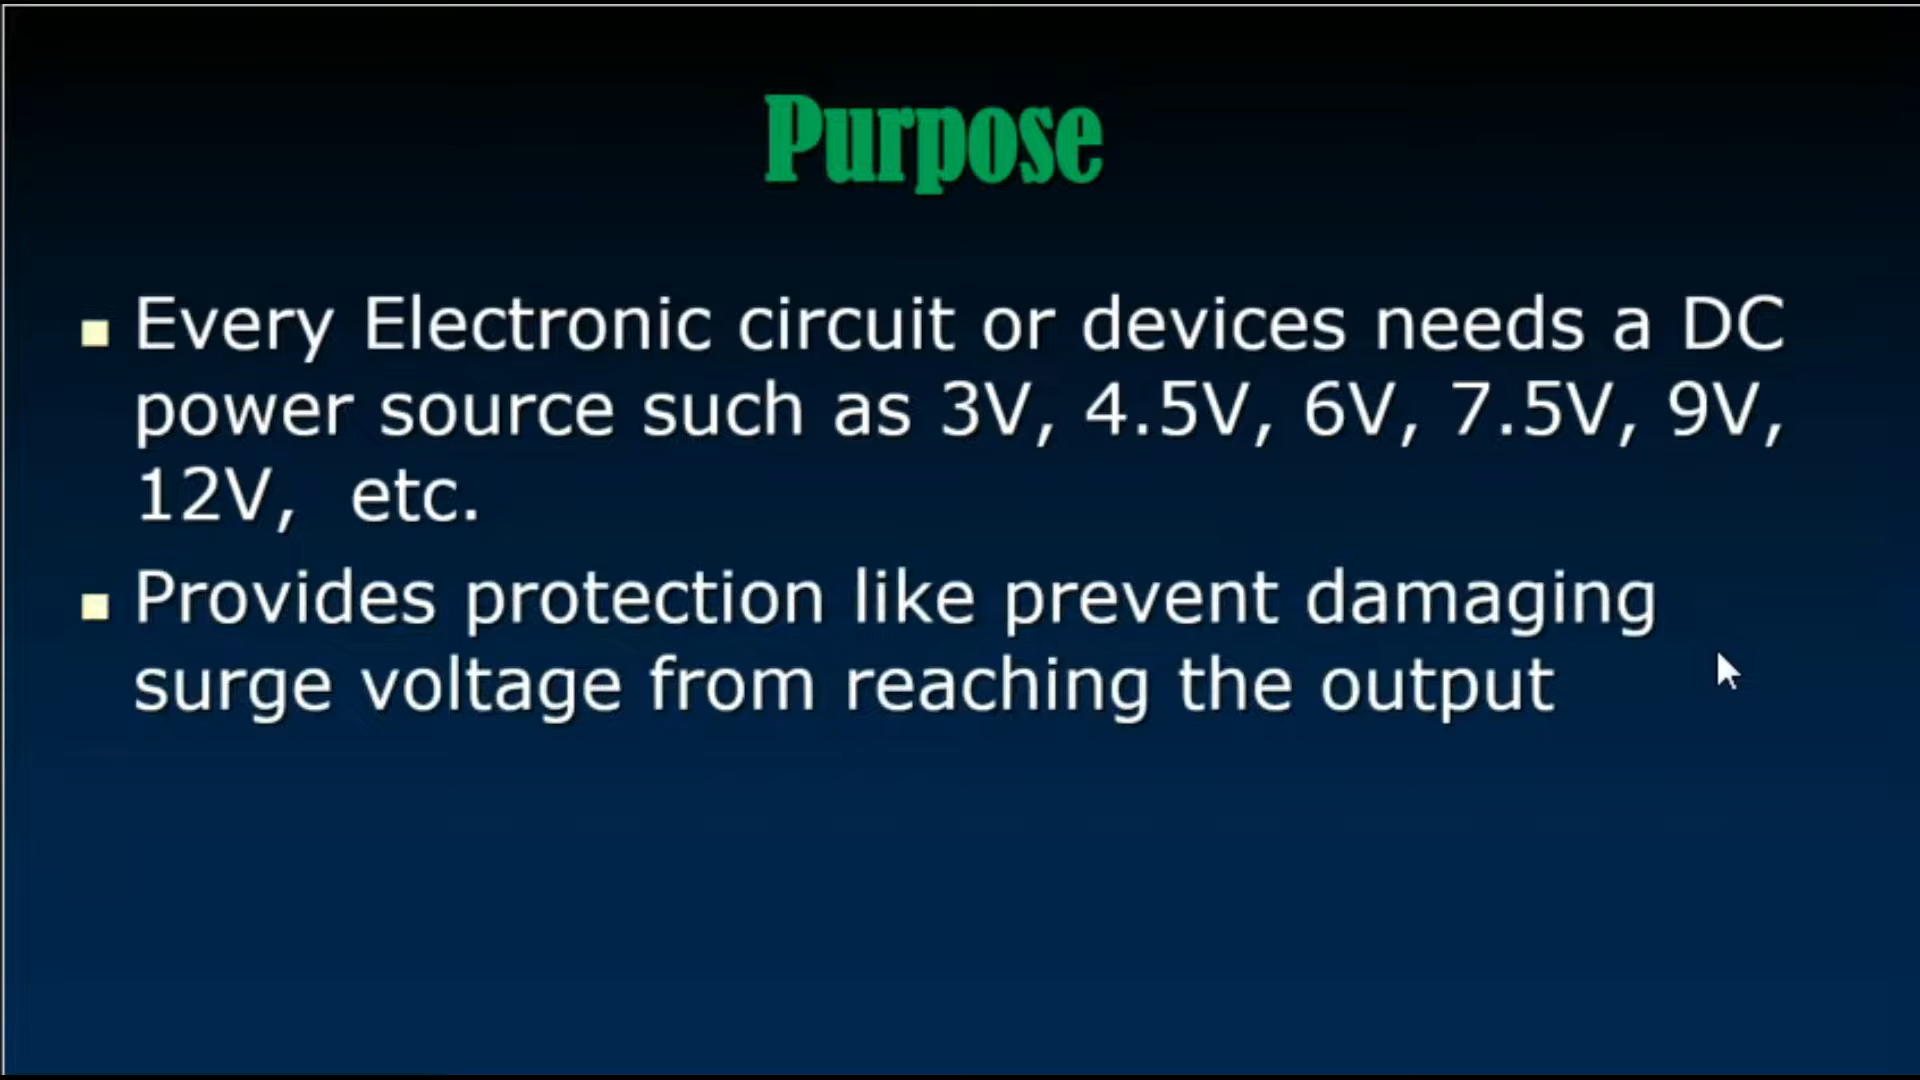 Purpose
Every Electronic circuit or devices needs a DC
power source such as 3V, 4.5V, 6V, 7.5V, 9V,
12V, etc.
Provides protection like prevent damaging
surge voltage from reaching the output